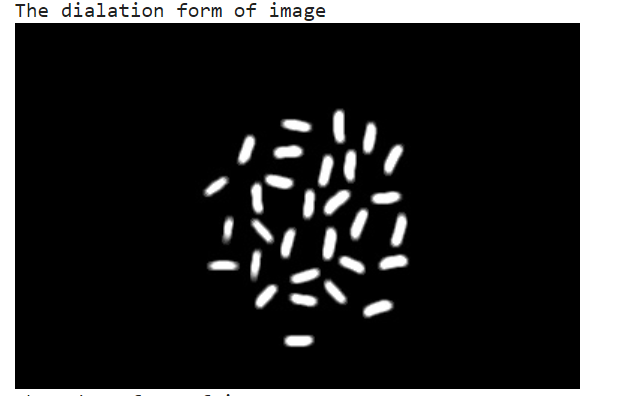 The dialation form of image